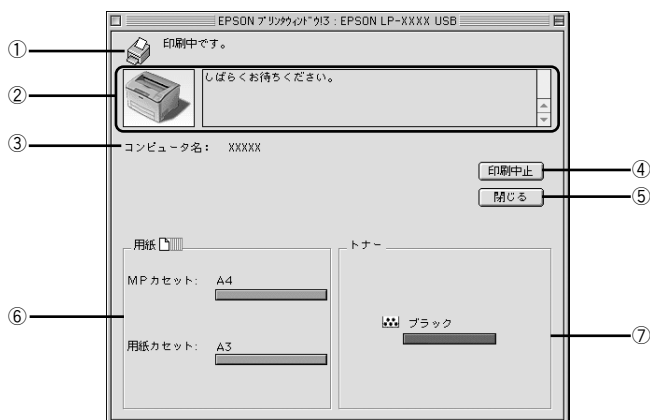 EPSON プリンタウィンドウ!3 : EPSON LP-XXXX USB
① 印刷中です。
② しばらくお待ちください。
③ コンピュータ名: XXXXX
印刷中止 ④
閉じる ⑤
用紙
トナー
MPカセット: A4
⑥
ブラック
⑦
用紙カセット: A3